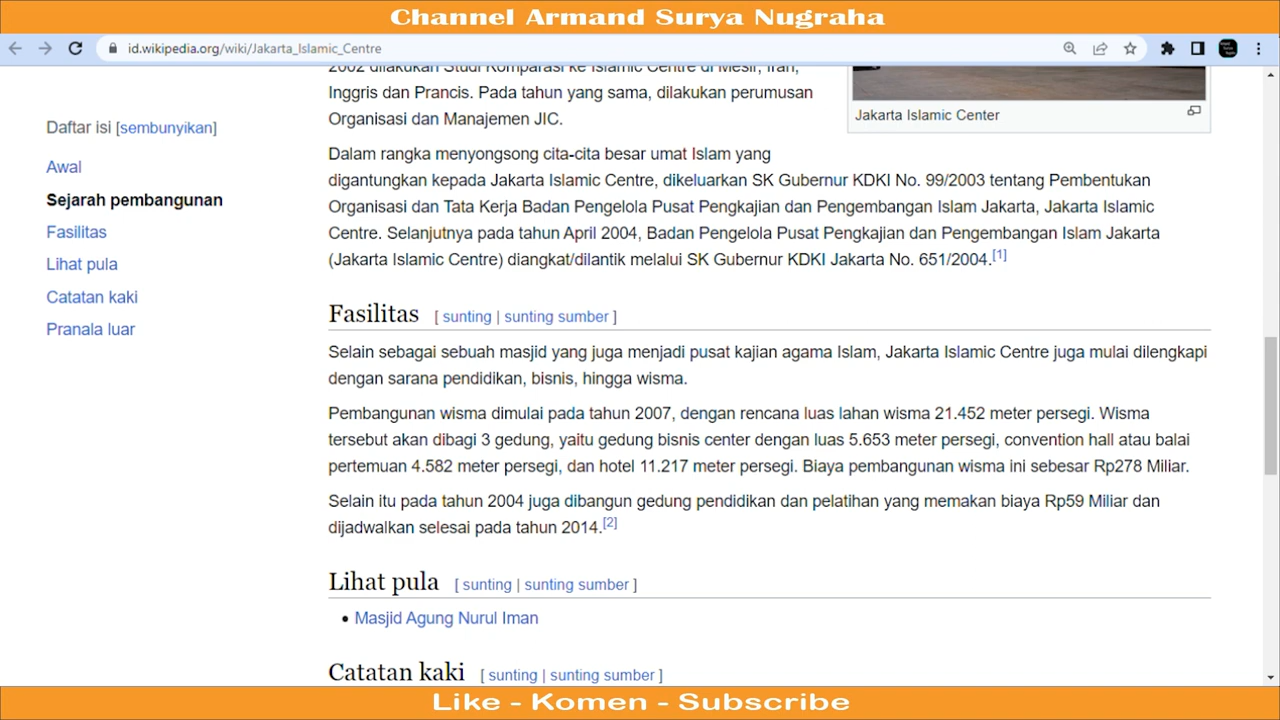 Channel Armand Surya Nugraha
id.wikipedia.org/wiki/Jakarta_Islamic_Centre
Daftar isi [sembunyikan]
Awal
Sejarah pembangunan
Fasilitas
Lihat pula
Catatan kaki
Pranala luar
2002 dilakukan Studi Komparasi ke Islamic Centre di Mesir, Iran,
Inggris dan Prancis. Pada tahun yang sama, dilakukan perumusan
Organisasi dan Manajemen JIC.
Jakarta Islamic Center
Dalam rangka menyongsong cita-cita besar umat Islam yang
digantungkan kepada Jakarta Islamic Centre, dikeluarkan SK Gubernur KDKI No. 99/2003 tentang Pembentukan
Organisasi dan Tata Kerja Badan Pengelola Pusat Pengkajian dan Pengembangan Islam Jakarta, Jakarta Islamic
Centre. Selanjutnya pada tahun April 2004, Badan Pengelola Pusat Pengkajian dan Pengembangan Islam Jakarta
(Jakarta Islamic Centre) diangkat/dilantik melalui SK Gubernur KDKI Jakarta No. 651/2004.[1]
Fasilitas [ sunting | sunting sumber ]
Selain sebagai sebuah masjid yang juga menjadi pusat kajian agama Islam, Jakarta Islamic Centre juga mulai dilengkapi
dengan sarana pendidikan, bisnis, hingga wisma.
Pembangunan wisma dimulai pada tahun 2007, dengan rencana luas lahan wisma 21.452 meter persegi. Wisma
tersebut akan dibagi 3 gedung, yaitu gedung bisnis center dengan luas 5.653 meter persegi, convention hall atau balai
pertemuan 4.582 meter persegi, dan hotel 11.217 meter persegi. Biaya pembangunan wisma ini sebesar Rp278 Miliar.
Selain itu pada tahun 2004 juga dibangun gedung pendidikan dan pelatihan yang memakan biaya Rp59 Miliar dan
dijadwalkan selesai pada tahun 2014.[2]
Lihat pula [ sunting | sunting sumber ]
• Masjid Agung Nurul Iman
Catatan kaki [ sunting | sunting sumber ]
Like - Komen - Subscribe